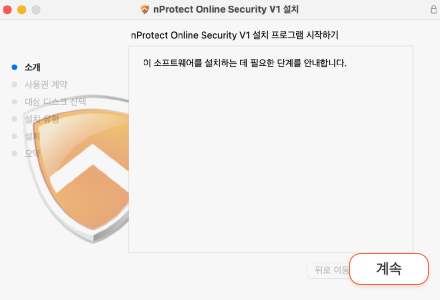 nProtect Online Security V1 설치
nProtect Online Security V1 설치 프로그램 시작하기
소개
이 소프트웨어를 설치하는 데 필요한 단계를 안내합니다.
사용권 계약
대상 디스크 선택
설치 유형
설치
요약
뒤로 이동
계속